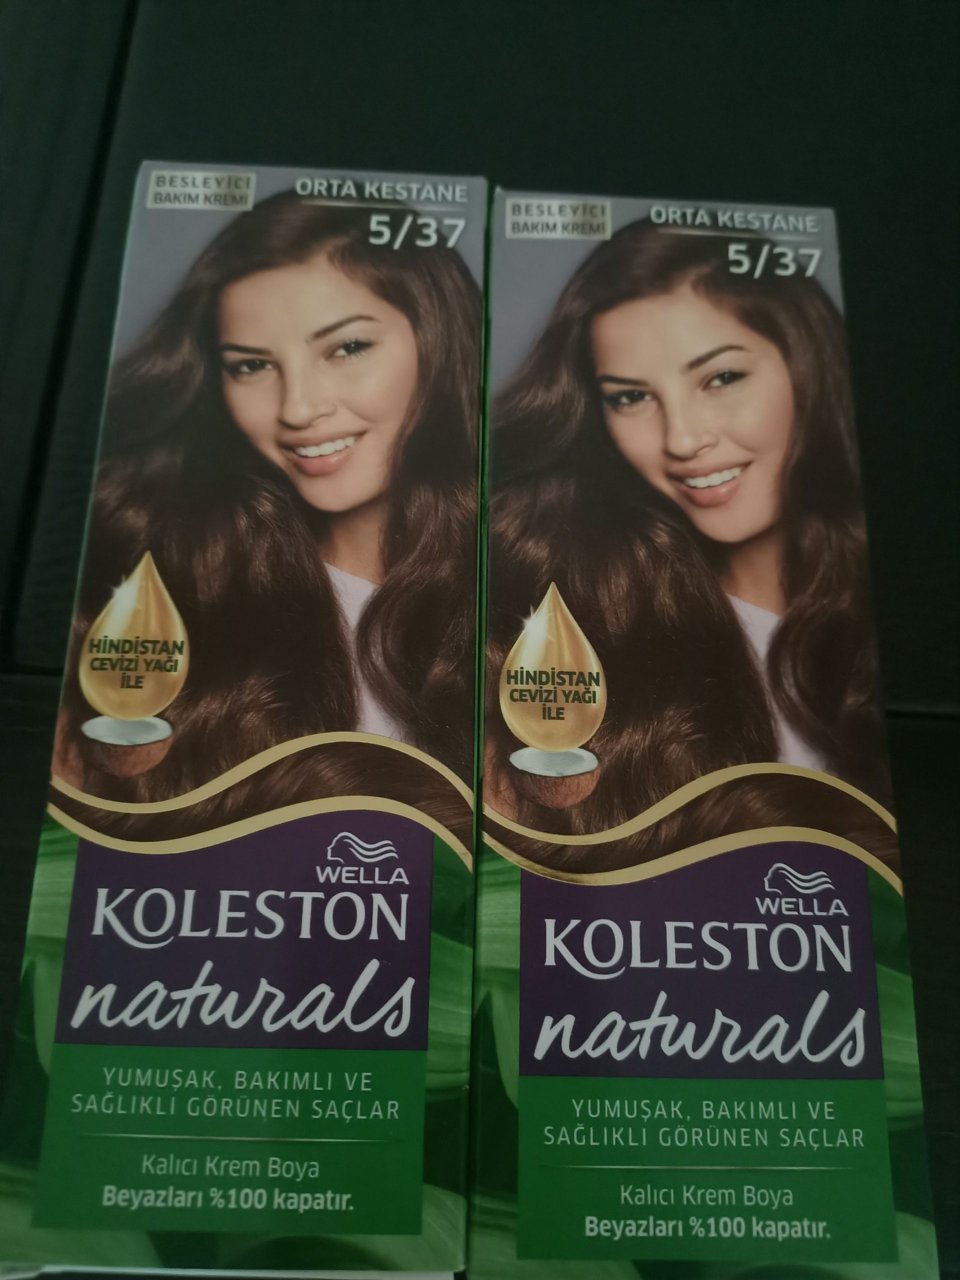 BESLEYİCİ
BAKIM KREMİ
ORTA KESTANE
5/37
HİNDİSTAN
CEVİZİ YAĞI
İLE
WELLA
KOLESTON
naturals
YUMUŞAK, BAKIMLI VE
SAĞLIKLI GÖRÜNEN SAÇLAR
Kalıcı Krem Boya
Beyazları %100 kapatır.
BESLEYİCİ
BAKIM KREMİ
ORTA KESTANE
5/37
HİNDİSTAN
CEVİZİ YAĞI
İLE
WELLA
KOLESTON
naturals
YUMUŞAK, BAKIMLI VE
SAĞLIKLI GÖRÜNEN SAÇLAR
Kalıcı Krem Boya
Beyazları %100 kapatır.